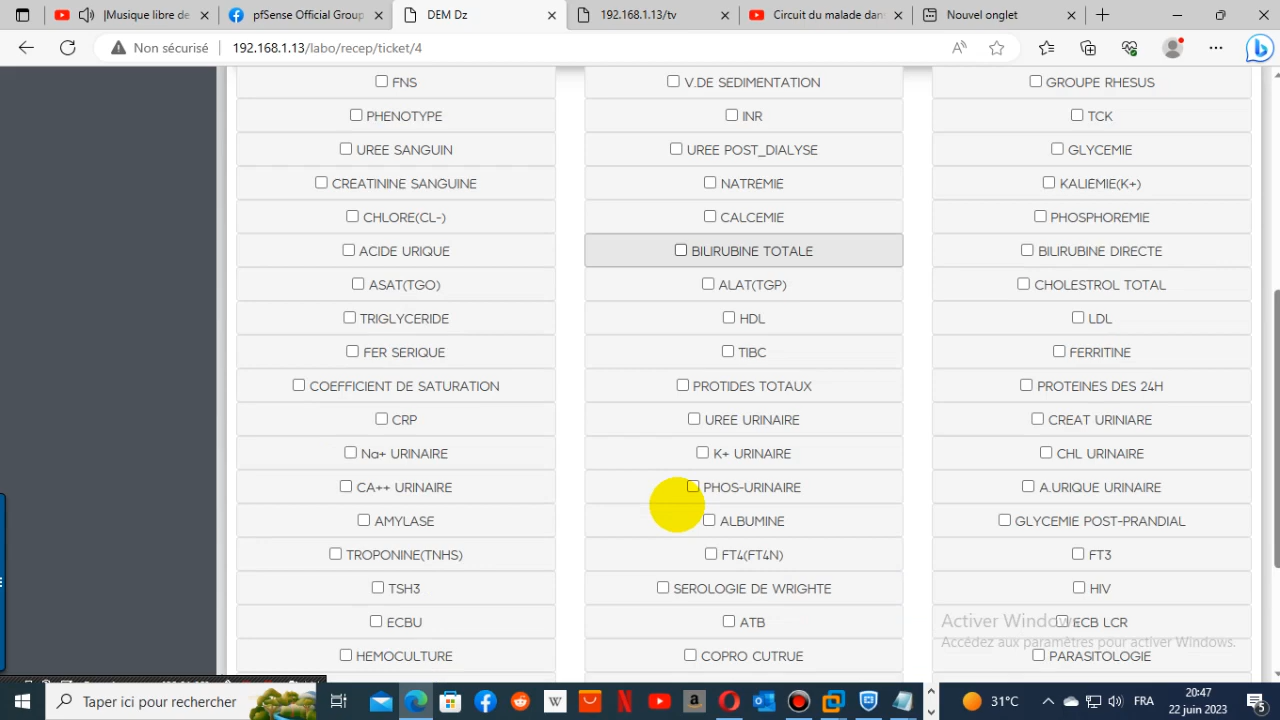 |Musique libre de
pfSense Official Group
DEM Dz
192.168.1.13/tv
Circuit du malade dans
Nouvel onglet
Non sécurisé
192.168.1.13/labo/recep/ticket/4
FNS
V.DE SEDIMENTATION
GROUPE RHESUS
PHENOTYPE
INR
TCK
UREE SANGUIN
UREE POST_DIALYSE
GLYCEMIE
CREATININE SANGUINE
NATREMIE
KALIEMIE(K+)
CHLORE(CL-)
CALCEMIE
PHOSPHOREMIE
ACIDE URIQUE
BILIRUBINE TOTALE
BILIRUBINE DIRECTE
ASAT(TGO)
ALAT(TGP)
CHOLESTROL TOTAL
TRIGLYCERIDE
HDL
LDL
FER SERIQUE
TIBC
FERRITINE
COEFFICIENT DE SATURATION
PROTIDES TOTAUX
PROTEINES DES 24H
CRP
UREE URINAIRE
CREAT URINIARE
Na+ URINAIRE
K+ URINAIRE
CHL URINAIRE
CA++ URINAIRE
PHOS-URINAIRE
A.URIQUE URINAIRE
AMYLASE
ALBUMINE
GLYCEMIE POST-PRANDIAL
TROPONINE(TNHS)
FT4(FT4N)
FT3
TSH3
SEROLOGIE DE WRIGHTE
HIV
ECBU
ATB
ECB LCR
HEMOCULTURE
COPRO CUTRUE
PARASITOLOGIE
Activer Windows
Accédez aux paramètres pour activer Windows.
Taper ici pour rechercher
31°C
FRA
20:47
22 juin 2023
5